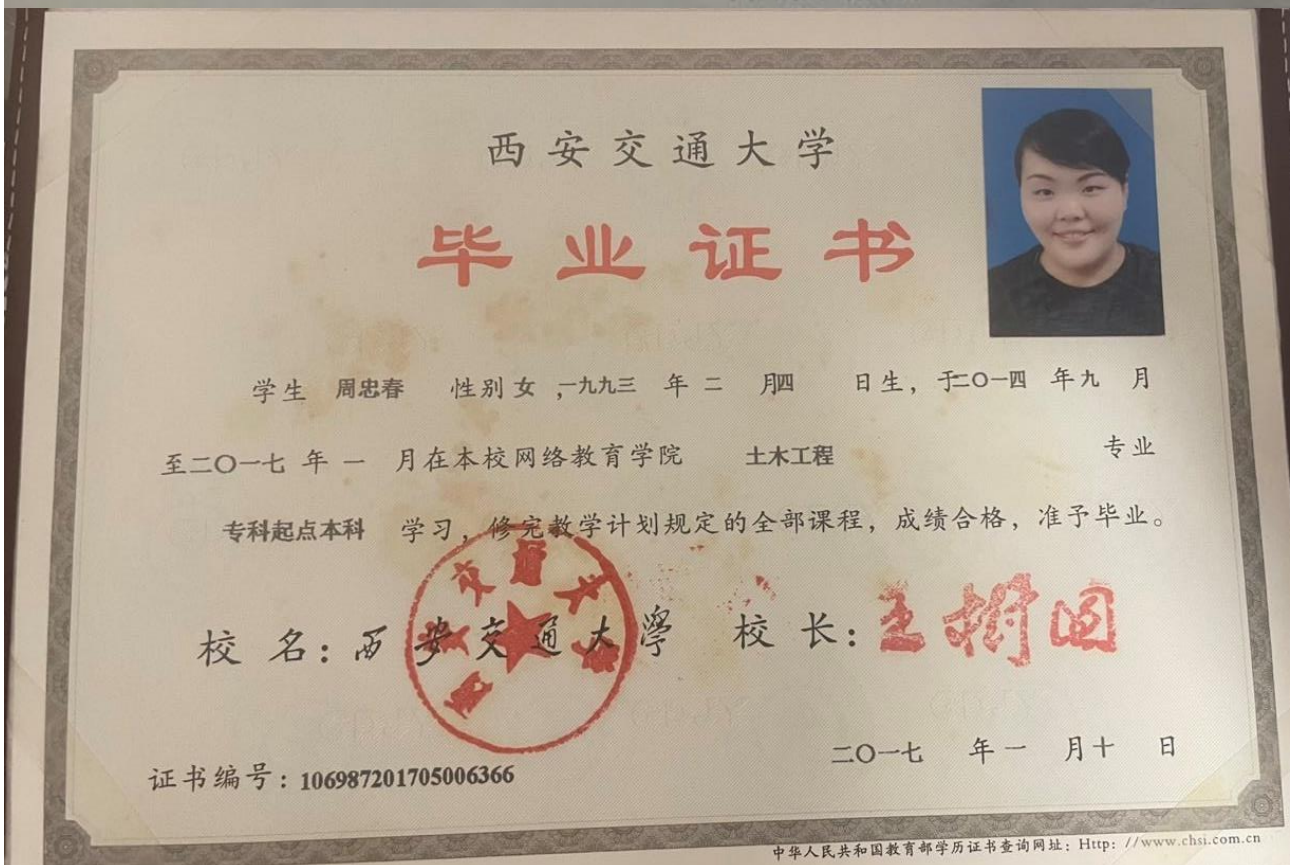 西安交通大学
毕业证书
学生 周忠春 性别 女 ,一九九三 年 二 月四 日生，于二〇一四 年 九 月
至二〇一七 年 一 月在本校网络教育学院 土木工程 专业
专科起点本科 学习，修完教学计划规定的全部课程，成绩合格，准予毕业。
校 名：西安交通大學 校 长：王树国
二〇一七 年 一 月 十 日
证书编号：106987201705006366
中华人民共和国教育部学历证书查询网址：Http：//www.chsi.com.cn